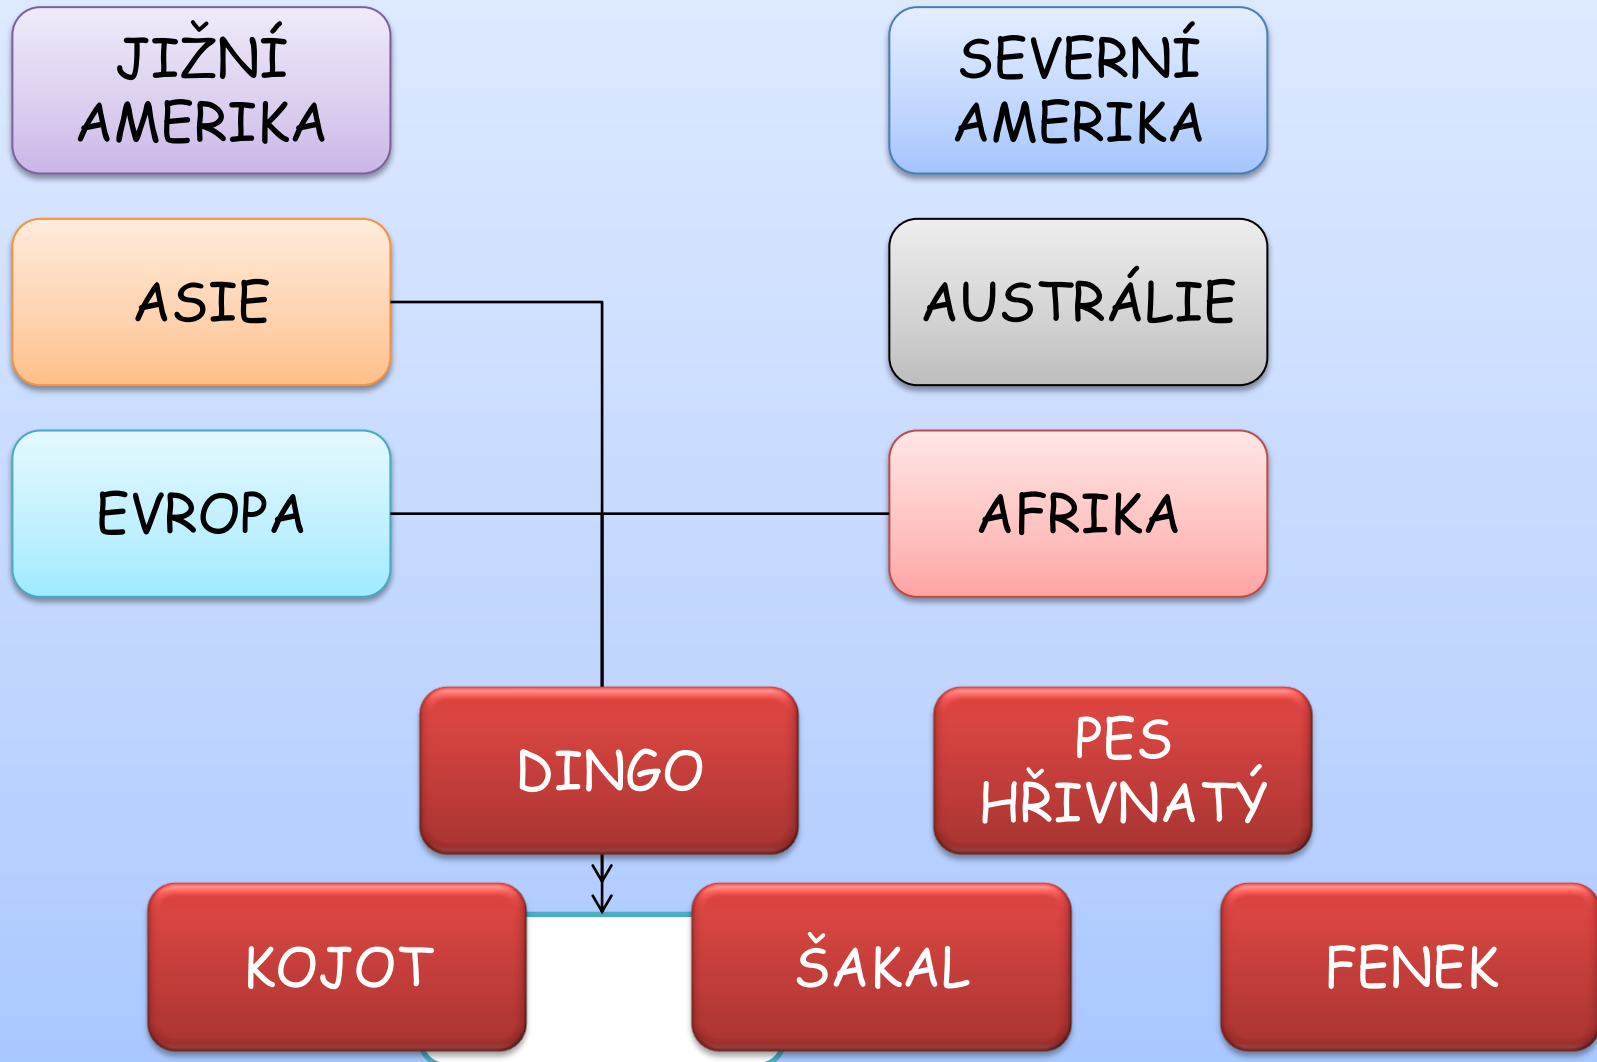 JIŽNÍ
AMERIKA
SEVERNÍ
AMERIKA
ASIE
AUSTRÁLIE
EVROPA
AFRIKA
DINGO
PES
HŘIVNATÝ
KOJOT
ŠAKAL
FENEK